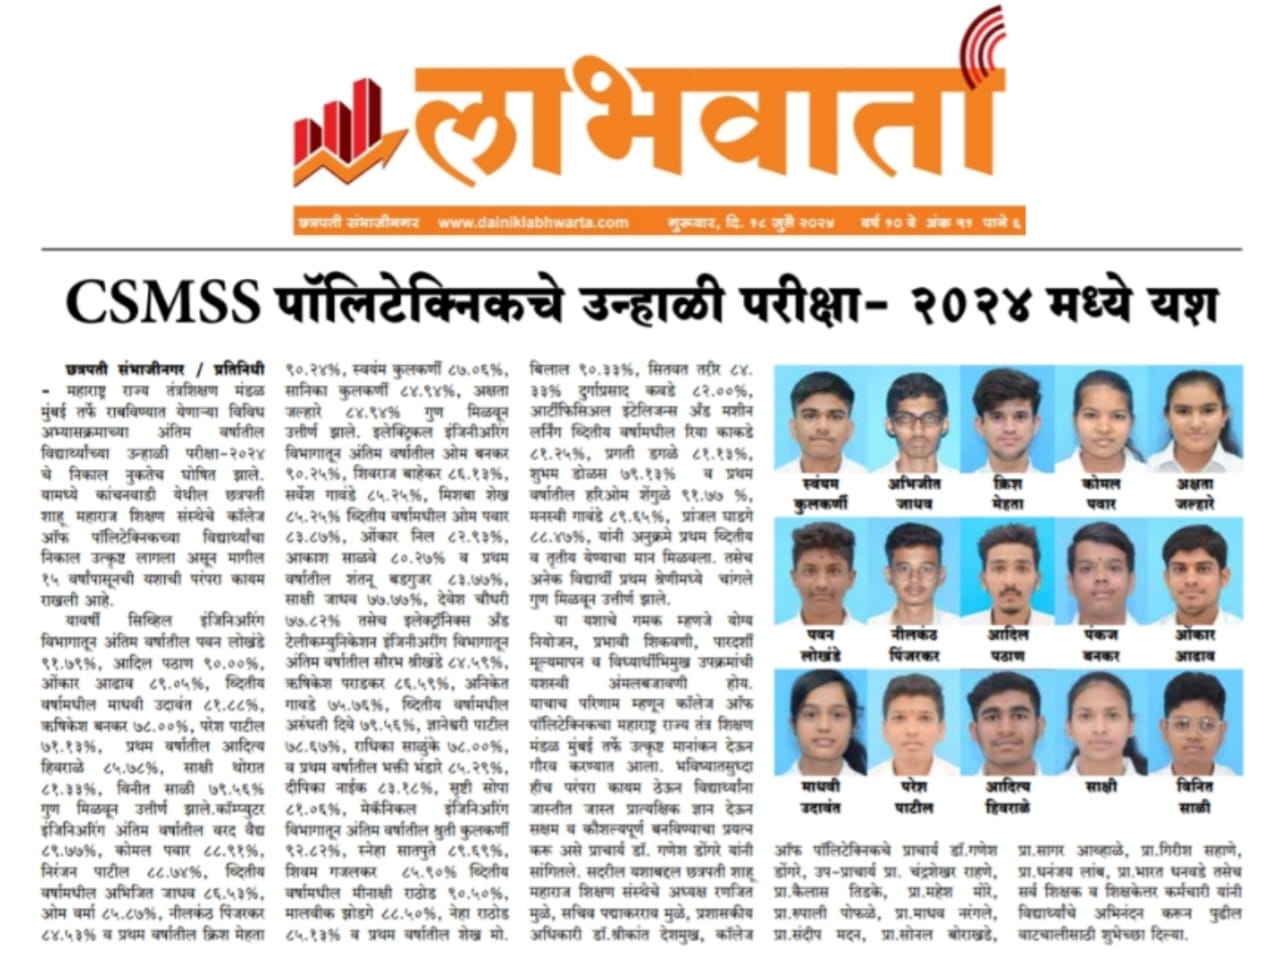 लाभवार्ता
छत्रपती संभाजीनगर www.dainiklabhwarta.com गुरूवार, दि. १८ जुलै २०२४ वर्ष १० वे अंक ५१ पाने ६
CSMSS पॉलिटेक्निकचे उन्हाळी परीक्षा- २०२४ मध्ये यश
छत्रपती संभाजीनगर / प्रतिनिधी
- महाराष्ट्र राज्य तंत्रशिक्षण मंडळ
मुंबई तर्फे राबविण्यात येणाऱ्या विविध
अभ्यासक्रमाच्या अंतिम वर्षातील
विद्यार्थ्यांच्या उन्हाळी परीक्षा-२०२४
चे निकाल नुकतेच घोषित झाले.
यामध्ये कांचनवाडी येथील छत्रपती
शाहू महाराज शिक्षण संस्थेचे कॉलेज
ऑफ पॉलिटेक्निकच्या विद्यार्थ्यांचा
निकाल उत्कृष्ट लागला असून मागील
१५ वर्षांपासूनची यशाची परंपरा कायम
राखली आहे.
यावर्षी सिव्हिल इंजिनिअरिंग
विभागातून अंतिम वर्षातील पवन लोखंडे
९१.७९%, आदिल पठाण ९०.००%,
ओंकार आढाव ८९.०५%, व्दितीय
वर्षामधील माधवी उदावंत ८१.८८%,
ऋषिकेश बनकर ७८.००%, परेश पाटील
७१.१३%, प्रथम वर्षातील आदित्य
हिवराळे ८५.७८%, साक्षी थोरात
८१.३३%, विनीत साळी ७९.५६%
गुण मिळवून उत्तीर्ण झाले.कॉम्प्युटर
इंजिनिअरिंग अंतिम वर्षातील वरद वैद्य
८९.७७%, कोमल पवार ८८.९१%,
निरंजन पाटील ८८.७४%, व्दितीय
वर्षामधील अभिजित जाधव ८६.५३%,
ओम वर्मा ८५.८७%, नीलकंठ पिंजरकर
८४.५३% व प्रथम वर्षातील क्रिश मेहता
९०.२४%, स्वयंम कुलकर्णी ८७.०६%,
सानिका कुलकर्णी ८४.९४%, अक्षता
जल्हारे ८४.९४% गुण मिळवून
उत्तीर्ण झाले. इलेक्ट्रिकल इंजिनीअरिंग
विभागातून अंतिम वर्षातील ओम बनकर
९०.२५%, शिवराज बाहेकर ८६.१३%,
सर्वेश गावंडे ८५.२५%, मिशबा शेख
८५.२५% व्दितीय वर्षामधील ओम पवार
८३.८७%, ओंकार निल ८२.९३%,
आकाश साळवे ८०.२७% व प्रथम
वर्षातील शंतनू बडगुजर ८३.७७%,
साक्षी जाधव ७७.७७%, देवेश चौधरी
७७.८२% तसेच इलेक्ट्रॉनिक्स अँड
टेलीकम्युनिकेशन इंजिनीअरींग विभागातून
अंतिम वर्षातील सौरभ श्रीखंडे ८४.५९%,
ऋषिकेश पराडकर ८६.५९%, अनिकेत
गावडे ७५.७६%, व्दितीय वर्षामधील
अरुंधती दिवे ७९.५६%, ज्ञानेश्वरी पाटील
७८.६७%, राधिका साळुंके ७८.००%,
व प्रथम वर्षातील भक्ती भंडारे ८५.२९%,
दीपिका नाईक ८३.१८%, सृष्टी सोपा
८१.०६%, मेकॅनिकल इंजिनिअरिंग
विभागातून अंतिम वर्षातील श्रुती कुलकर्णी
९२.८२%, स्नेहा सातपुते ८९.६९%,
शिवम गजलकर ८५.९०% व्दितीय
वर्षामधील मीनाक्षी राठोड ९०.५०%,
मालवीक झोडगे ८८.५०%, नेहा राठोड
८५.१३% व प्रथम वर्षातील शेख मो.
बिलाल ९०.३३%, सितवत तरीर ८४.
३३% दुर्गाप्रसाद कवडे ८२.००%,
आर्टीफिसिअल इंटेलिजन्स अँड मशीन
लर्निंग व्दितीय वर्षामधील रिया काकडे
८१.२५%, प्रगती डगळे ८१.१३%,
शुभम डोळस ७९.१३% व प्रथम
वर्षातील हरिओम शेंगुळे ९१.७७ %,
मनस्वी गावंडे ८९.६५%, प्रांजल घाडगे
८८.४७%, यांनी अनुक्रमे प्रथम व्दितीय
व तृतीय येण्याचा मान मिळवला. तसेच
अनेक विद्यार्थी प्रथम श्रेणीमध्ये चांगले
गुण मिळवून उत्तीर्ण झाले.
या यशाचे गमक म्हणजे योग्य
नियोजन, प्रभावी शिकवणी, पारदर्शी
मूल्यमापन व विध्यार्थीभिमुख उपक्रमांची
यशस्वी अंमलबजावणी होय.
याचाच परिणाम म्हणून कॉलेज ऑफ
पॉलिटेक्निकचा महाराष्ट्र राज्य तंत्र शिक्षण
मंडळ मुंबई तर्फे उत्कृष्ट मानांकन देऊन
गौरव करण्यात आला. भविष्यातसुध्दा
हीच परंपरा कायम ठेऊन विद्यार्थ्यांना
जास्तीत जास्त प्रात्यक्षिक ज्ञान देऊन
सक्षम व कौशल्यपूर्ण बनविण्याचा प्रयत्न
करू असे प्राचार्य डॉ. गणेश डोंगरे यांनी
सांगितले. सदरील यशाबद्दल छत्रपती शाहू
महाराज शिक्षण संस्थेचे अध्यक्ष रणजित
मुळे, सचिव पद्माकरराव मुळे, प्रशासकीय
अधिकारी डॉ.श्रीकांत देशमुख, कॉलेज
स्वंयम अभिजीत क्रिश कोमल अक्षता
कुलकर्णी जाधव मेहता पवार जल्हारे
पवन नीलकंठ आदिल पंकज ओंकार
लोखंडे पिंजरकर पठाण बनकर आढाव
माधवी परेश आदित्य साक्षी विनित
उदावंत पाटील हिवराळे साळी
ऑफ पॉलिटेक्निकचे प्राचार्य डॉ.गणेश
डोंगरे, उप-प्राचार्य प्रा. चंद्रशेखर राहणे,
प्रा.कैलास तिडके, प्रा.महेश मोरे,
प्रा.रुपाली पोफळे, प्रा.माधव नरंगले,
प्रा.संदीप मदन, प्रा.सोनल बोराखडे,
प्रा.सागर आव्हाळे, प्रा.गिरीश सहाणे,
प्रा.धनंजय लांब, प्रा.भारत धनवडे तसेच
सर्व शिक्षक व शिक्षकेत्तर कर्मचारी यांनी
विद्यार्थ्यांचे अभिनंदन करून पुढील
वाटचालीसाठी शुभेच्छा दिल्या.